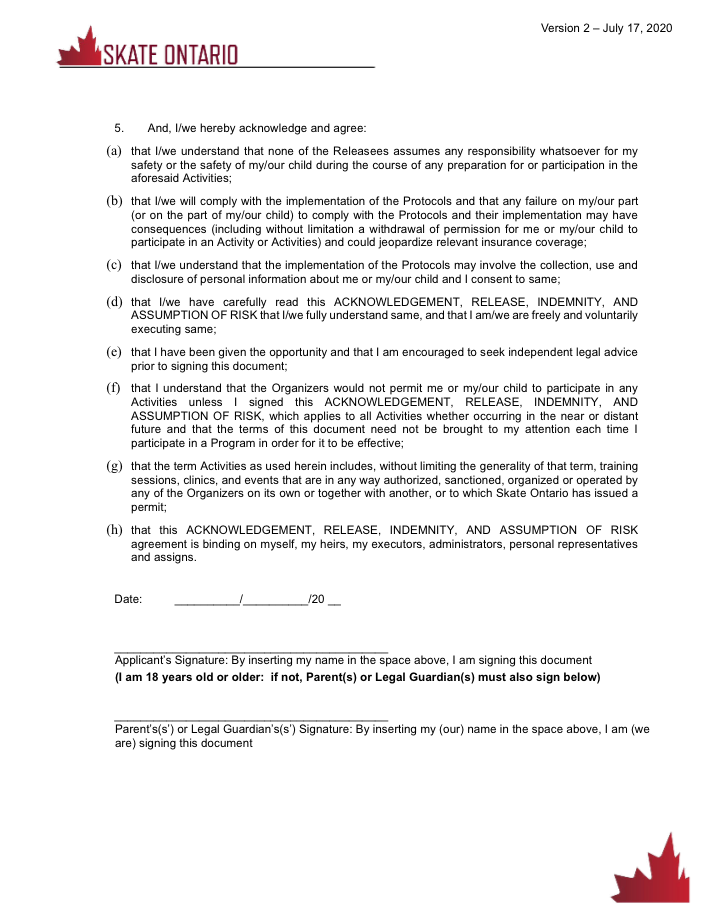 Version 2 – July 17, 2020
SKATE ONTARIO
5. And, I/we hereby acknowledge and agree:
(a) that I/we understand that none of the Releasees assumes any responsibility whatsoever for my
safety or the safety of my/our child during the course of any preparation for or participation in the
aforesaid Activities;
(b) that I/we will comply with the implementation of the Protocols and that any failure on my/our part
(or on the part of my/our child) to comply with the Protocols and their implementation may have
consequences (including without limitation a withdrawal of permission for me or my/our child to
participate in an Activity or Activities) and could jeopardize relevant insurance coverage;
(c) that I/we understand that the implementation of the Protocols may involve the collection, use and
disclosure of personal information about me or my/our child and I consent to same;
(d) that I/we have carefully read this ACKNOWLEDGEMENT, RELEASE, INDEMNITY, AND
ASSUMPTION OF RISK that I/we fully understand same, and that I am/we are freely and voluntarily
executing same;
(e) that I have been given the opportunity and that I am encouraged to seek independent legal advice
prior to signing this document;
(f) that I understand that the Organizers would not permit me or my/our child to participate in any
Activities unless I signed this ACKNOWLEDGEMENT, RELEASE, INDEMNITY, AND
ASSUMPTION OF RISK, which applies to all Activities whether occurring in the near or distant
future and that the terms of this document need not be brought to my attention each time I
participate in a Program in order for it to be effective;
(g) that the term Activities as used herein includes, without limiting the generality of that term, training
sessions, clinics, and events that are in any way authorized, sanctioned, organized or operated by
any of the Organizers on its own or together with another, or to which Skate Ontario has issued a
permit;
(h) that this ACKNOWLEDGEMENT, RELEASE, INDEMNITY, AND ASSUMPTION OF RISK
agreement is binding on myself, my heirs, my executors, administrators, personal representatives
and assigns.
Date: __________/__________/20 __
Applicant's Signature: By inserting my name in the space above, I am signing this document
(I am 18 years old or older: if not, Parent(s) or Legal Guardian(s) must also sign below)
Parent's(s') or Legal Guardian's(s') Signature: By inserting my (our) name in the space above, I am (we
are) signing this document